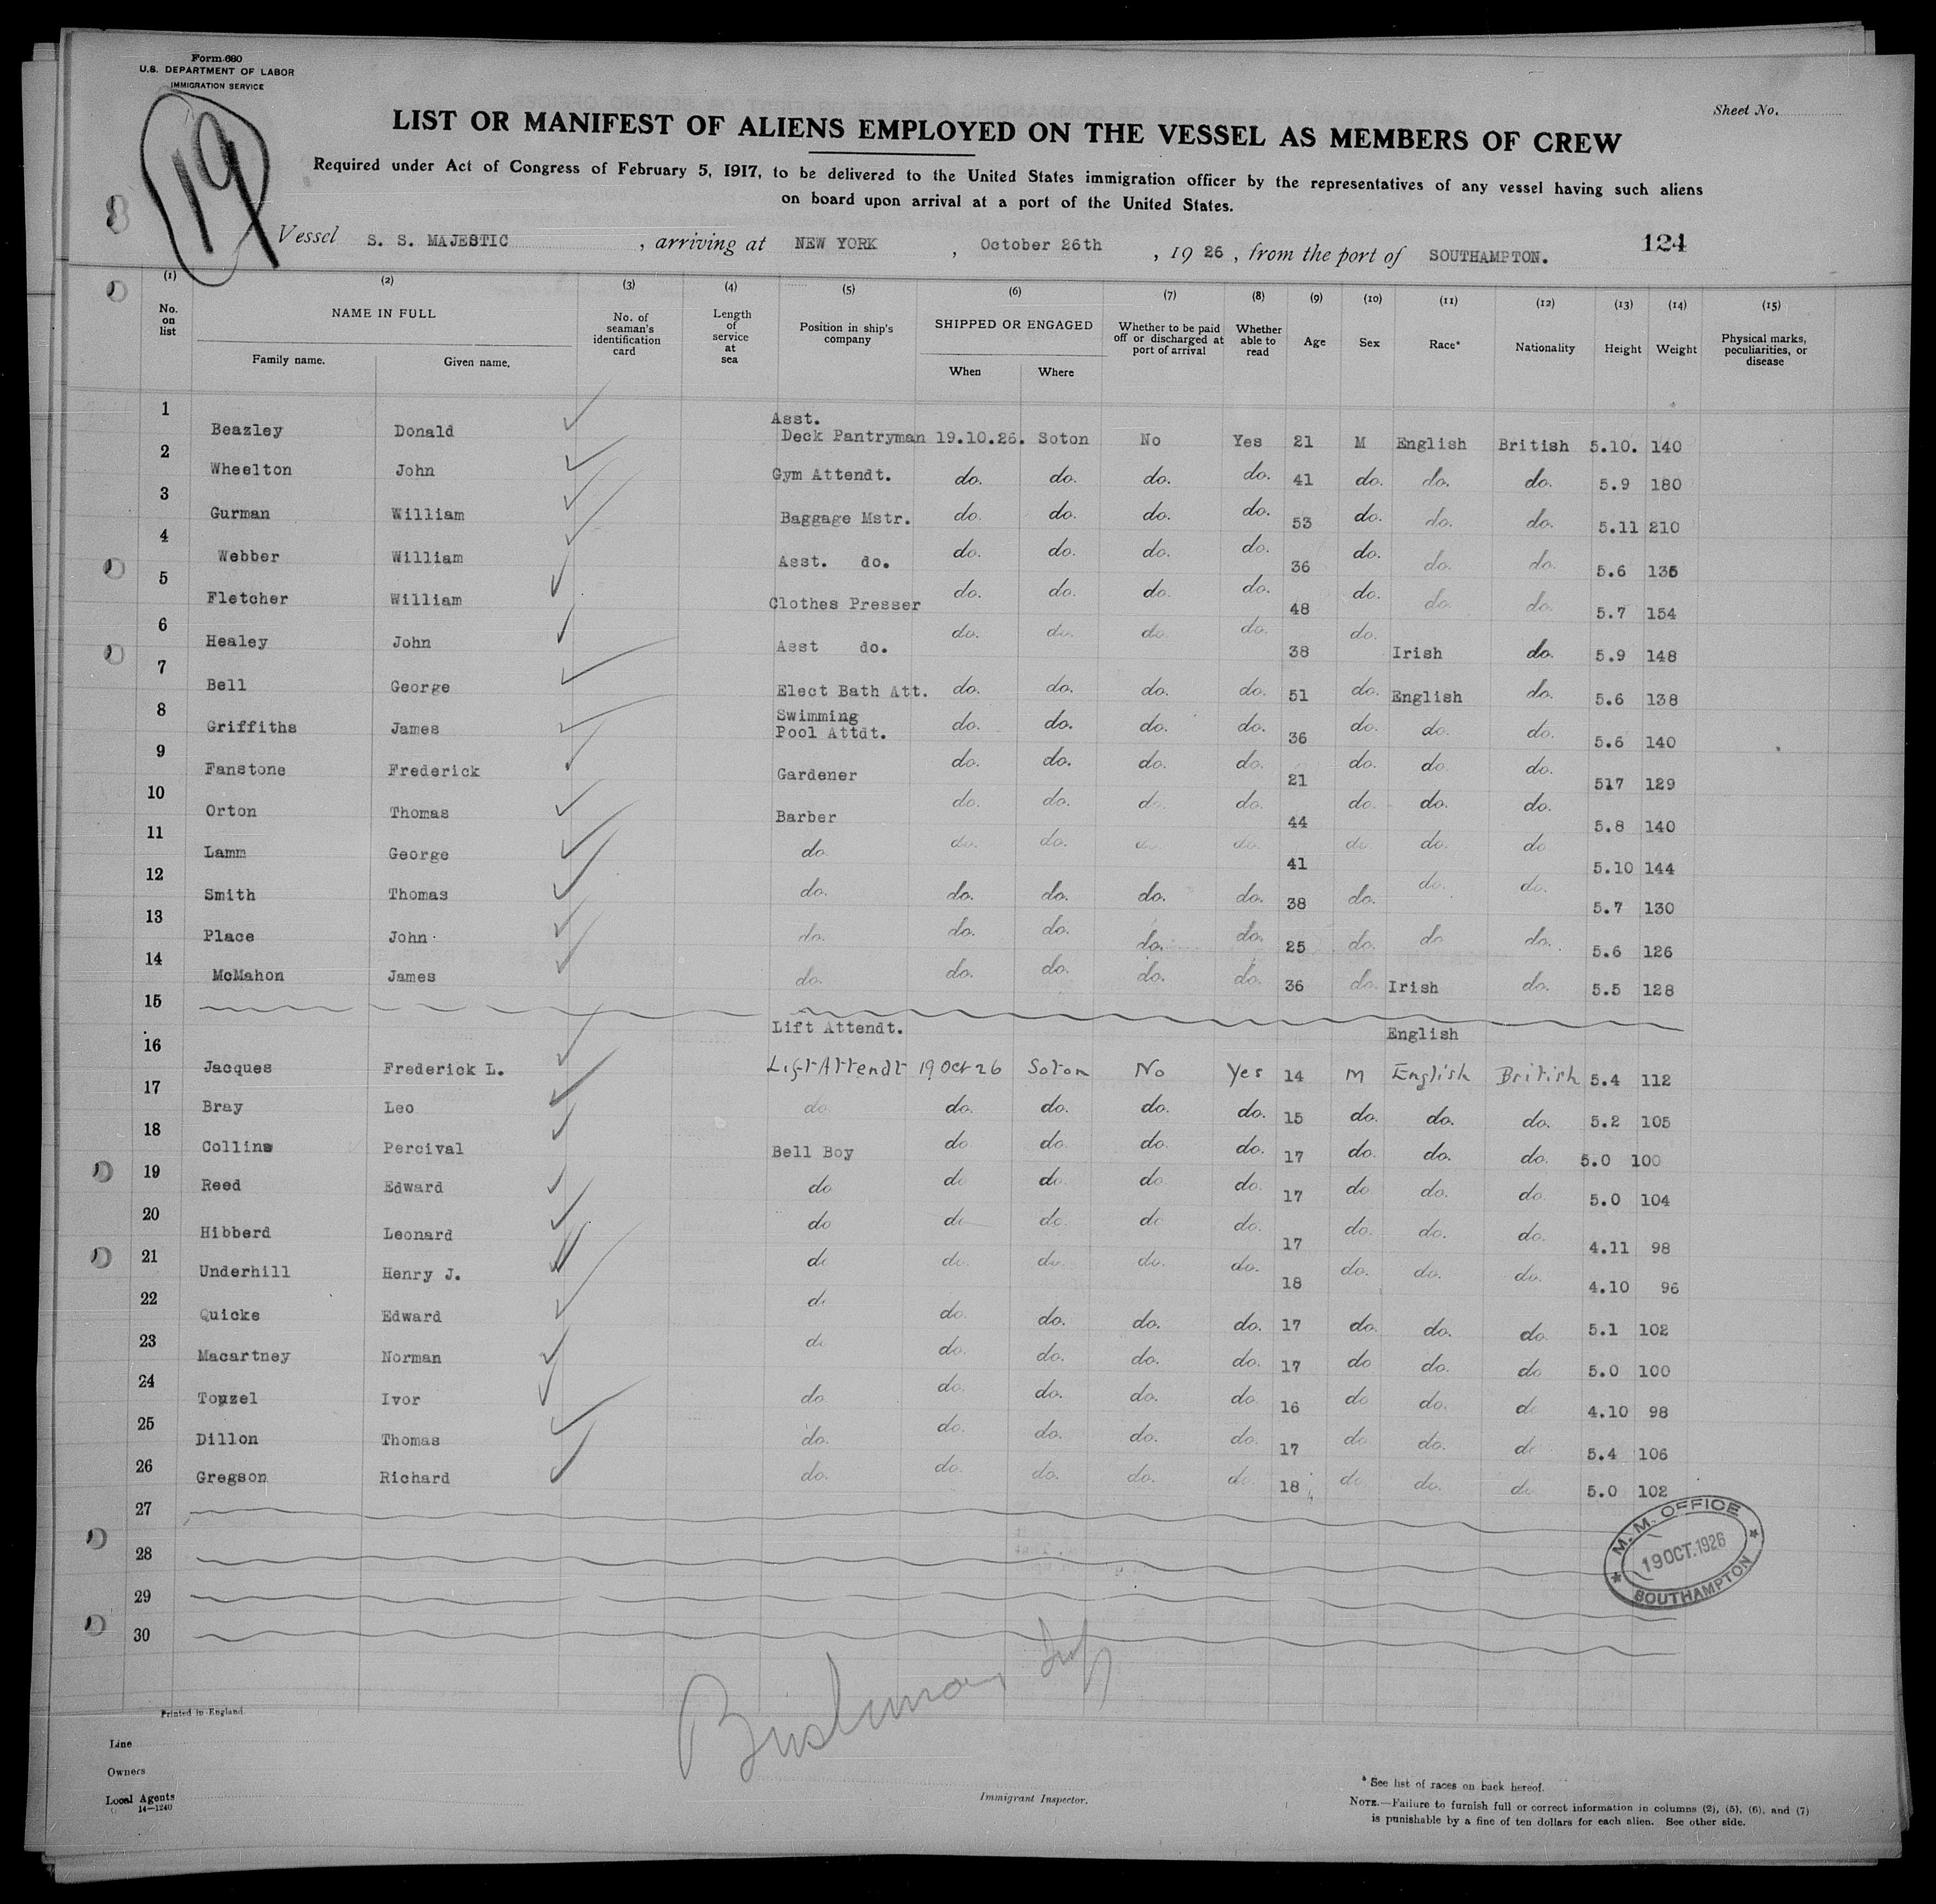 Form 680
U.S. DEPARTMENT OF LABOR
IMMIGRATION SERVICE
19
Sheet No.
LIST OR MANIFEST OF ALIENS EMPLOYED ON THE VESSEL AS MEMBERS OF CREW
Required under Act of Congress of February 5, 1917, to be delivered to the United States immigration officer by the representatives of any vessel having such aliens
on board upon arrival at a port of the United States.
Vessel S. S. MAJESTIC, arriving at NEW YORK, October 26th, 1926, from the port of SOUTHAMPTON. 124
(1) (2) (3) (4) (5) (6) (7) (8) (9) (10) (11) (12) (13) (14) (15)
No. on list NAME IN FULL No. of seaman's identification card Length of service at sea Position in ship's company SHIPPED OR ENGAGED Whether to be paid off or discharged at port of arrival Whether able to read Age Sex Race* Nationality Height Weight Physical marks, peculiarities, or disease
Family name. Given name. When Where
1 Beazley Donald Asst. Deck Pantryman 19.10.26. Soton No Yes 21 M English British 5.10. 140
2 Wheelton John Gym Attendt. do. do. do. do. 41 do. do. do. 5.9 180
3 Gurman William Baggage Mstr. do. do. do. do. 53 do. do. do. 5.11 210
4 Webber William Asst. do. do. do. do. do. 36 do. do. do. 5.6 135
5 Fletcher William Clothes Presser do. do. do. do. 48 do. do. do. 5.7 154
6 Healey John Asst do. do. do. do. do. 38 do. Irish do. 5.9 148
7 Bell George Elect Bath Att. do. do. do. do. 51 do. English do. 5.6 138
8 Griffiths James Swimming Pool Attdt. do. do. do. do. 36 do. do. do. 5.6 140
9 Fanstone Frederick Gardener do. do. do. do. 21 do. do. do. 517 129
10 Orton Thomas Barber do. do. do. do. 44 do. do. do. 5.8 140
11 Lamm George do. do. do. do. do. 41 do. do. do 5.10 144
12 Smith Thomas do. do. do. do. do. 38 do. do. do. 5.7 130
13 Place John do. do. do. do. do. 25 do. do do. 5.6 126
14 McMahon James do. do. do. do. do. 36 do. Irish do. 5.5 128
15
Lift Attendt. English
16 Jacques Frederick L. Lift Attendt 19 Oct 26 Soton No Yes 14 M English British 5.4 112
17 Bray Leo do do. do. do. do. 15 do. do. do. 5.2 105
18 Collins Percival Bell Boy do do. do. do. 17 do. do. do. 5.0 100
19 Reed Edward do do do. do. do. 17 do do. do. 5.0 104
20 Hibberd Leonard do do do. do do. 17 do. do. do. 4.11 98
21 Underhill Henry J. do do. do. do. do. 18 do. do. do. 4.10 96
22 Quicke Edward do do. do. do. do. 17 do. do. do. 5.1 102
23 Macartney Norman do do. do. do. do. 17 do do. do 5.0 100
24 Touzel Ivor do do. do. do. do. 16 do do. do 4.10 98
25 Dillon Thomas do. do. do. do. do. 17 do do. do 5.4 106
26 Gregson Richard do. do. do. do. do 18 do do. do 5.0 102
27
28
29
30
M. M. OFFICE
19 OCT. 1926
SOUTHAMPTON
Printed in England.
Line
Owners
Local Agents
14—1240
Immigrant Inspector.
* See list of races on back hereof.
NOTE.—Failure to furnish full or correct information in columns (2), (5), (6), and (7)
is punishable by a fine of ten dollars for each alien. See other side.